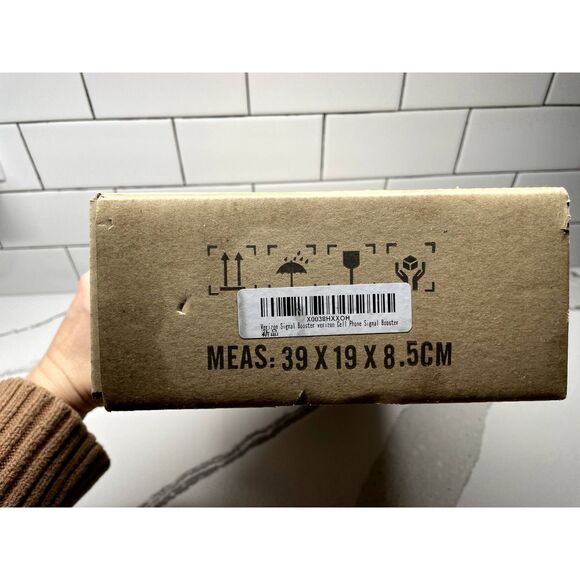 X0038HXXOH
Verizon Signal Booster verizon Cell Phone Signal Booster
MEAS: 39 X 19 X 8.5CM